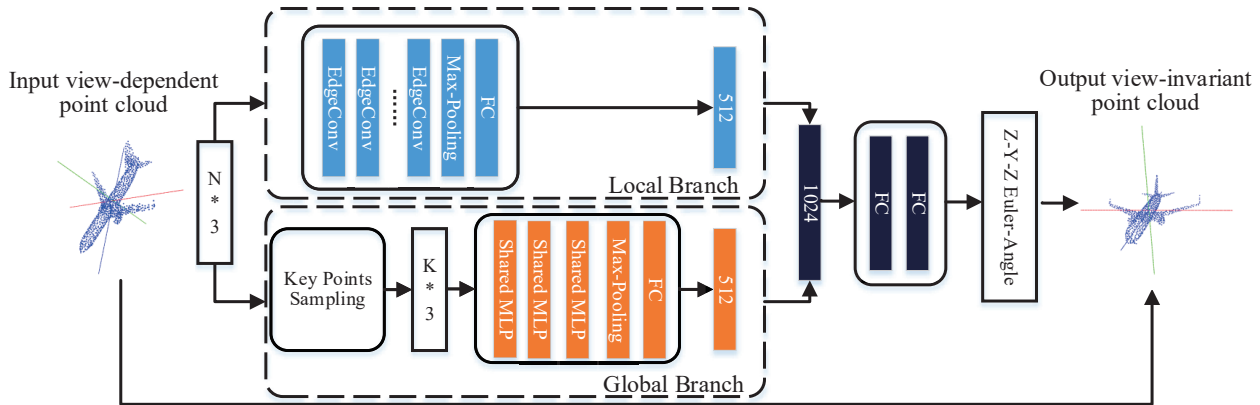 Input view-dependent
point cloud
N*3
EdgeConv
EdgeConv
......
EdgeConv
Max-Pooling
FC
512
Local Branch
Key Points
Sampling
K*3
Shared MLP
Shared MLP
Shared MLP
Max-Pooling
FC
512
Global Branch
1024
FC
FC
Z-Y-Z Euler-Angle
Output view-invariant
point cloud